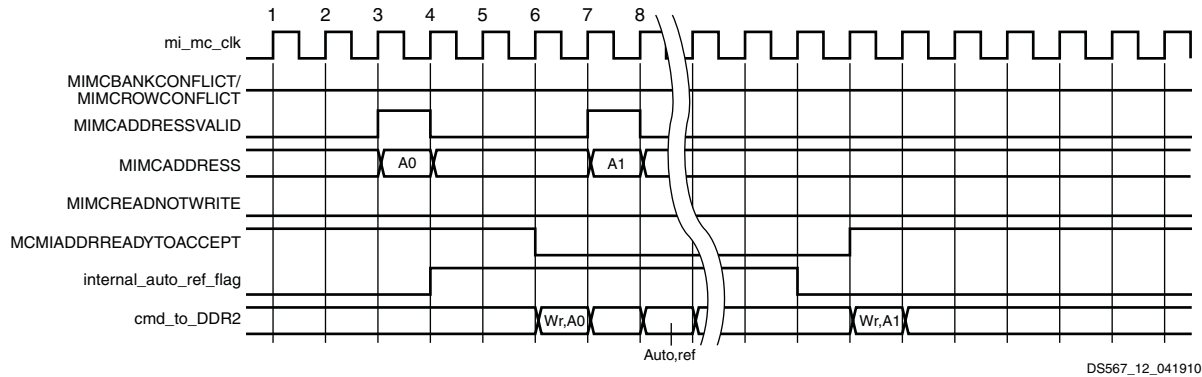 1 2 3 4 5 6 7 8
mi_mc_clk
MIMCBANKCONFLICT/
MIMCROWCONFLICT
MIMCADDRESSVALID
MIMCADDRESS A0 A1
MIMCREADNOTWRITE
MCMIADDRREADYTOACCEPT
internal_auto_ref_flag
cmd_to_DDR2 Wr,A0 Wr,A1
Auto,ref
DS567_12_041910